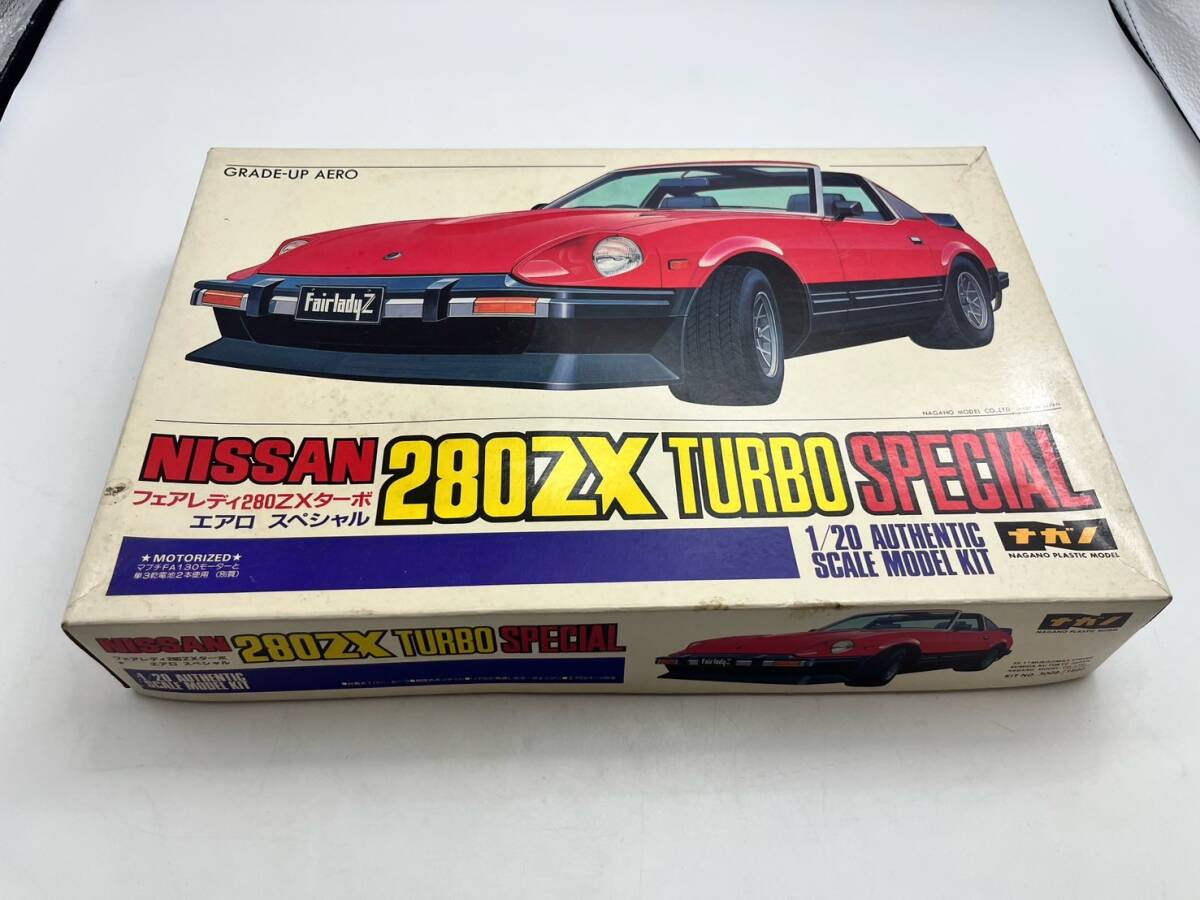 GRADE-UP AERO
Fairlady Z
NAGANO MODEL CO.,LTD
NISSAN 280ZX TURBO SPECIAL
フェアレディ280ZXターボ
エアロ スペシャル
★MOTORIZED★
マブチFA130モーターと
単3乾電池2本使用(別買)
1/20 AUTHENTIC
SCALE MODEL KIT
ナガノ
NAGANO PLASTIC MODEL
NISSAN 280ZX TURBO SPECIAL
フェアレディ280ZXターボ
エアロ スペシャル
1/20 AUTHENTIC
SCALE MODEL KIT
Fairlady Z
ナガノ
NAGANO PLASTIC MODEL
KIT NO.